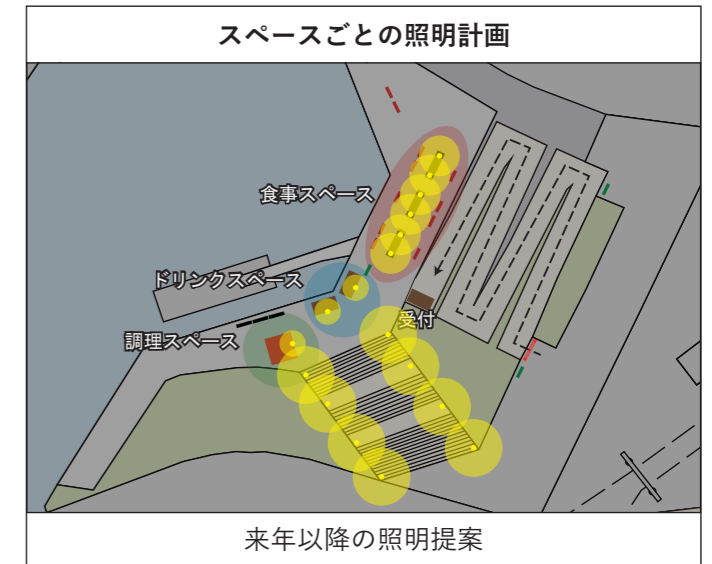 スペースごとの照明計画
食事スペース
ドリンクスペース
受付
調理スペース
来年以降の照明提案